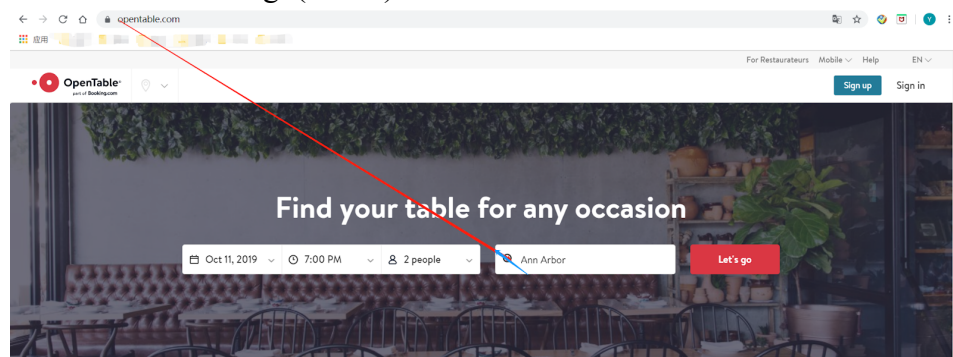 opentable.com
应用
For Restaurateurs Mobile Help EN
OpenTable
part of Booking.com
Sign up Sign in
Find your table for any occasion
Oct 11, 2019 7:00 PM 2 people Ann Arbor Let's go